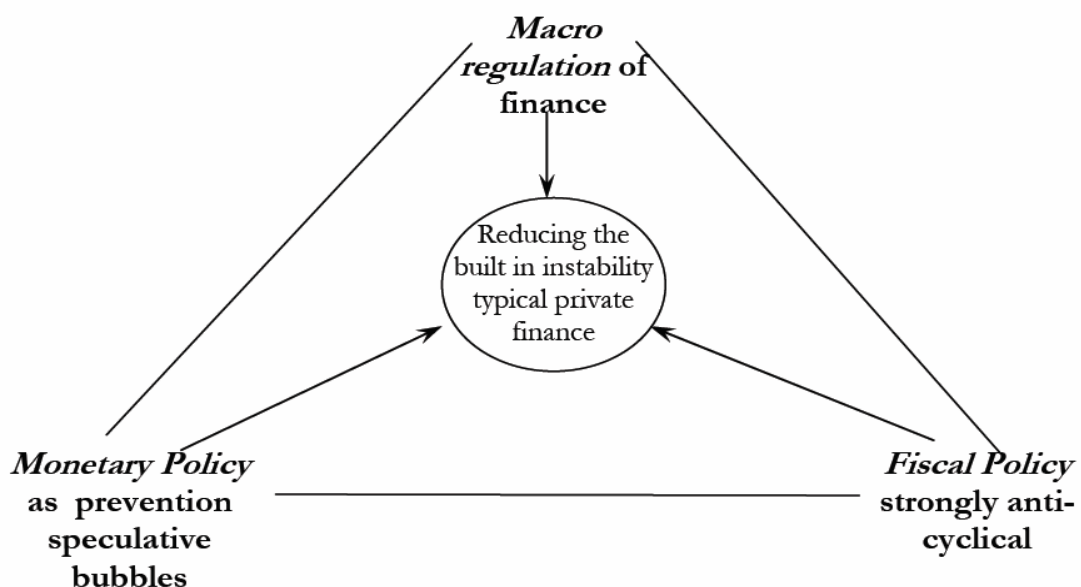 Macro
regulation of
finance
Reducing the
built in instability
typical private
finance
Monetary Policy
as prevention
speculative
bubbles
Fiscal Policy
strongly anti-
cyclical